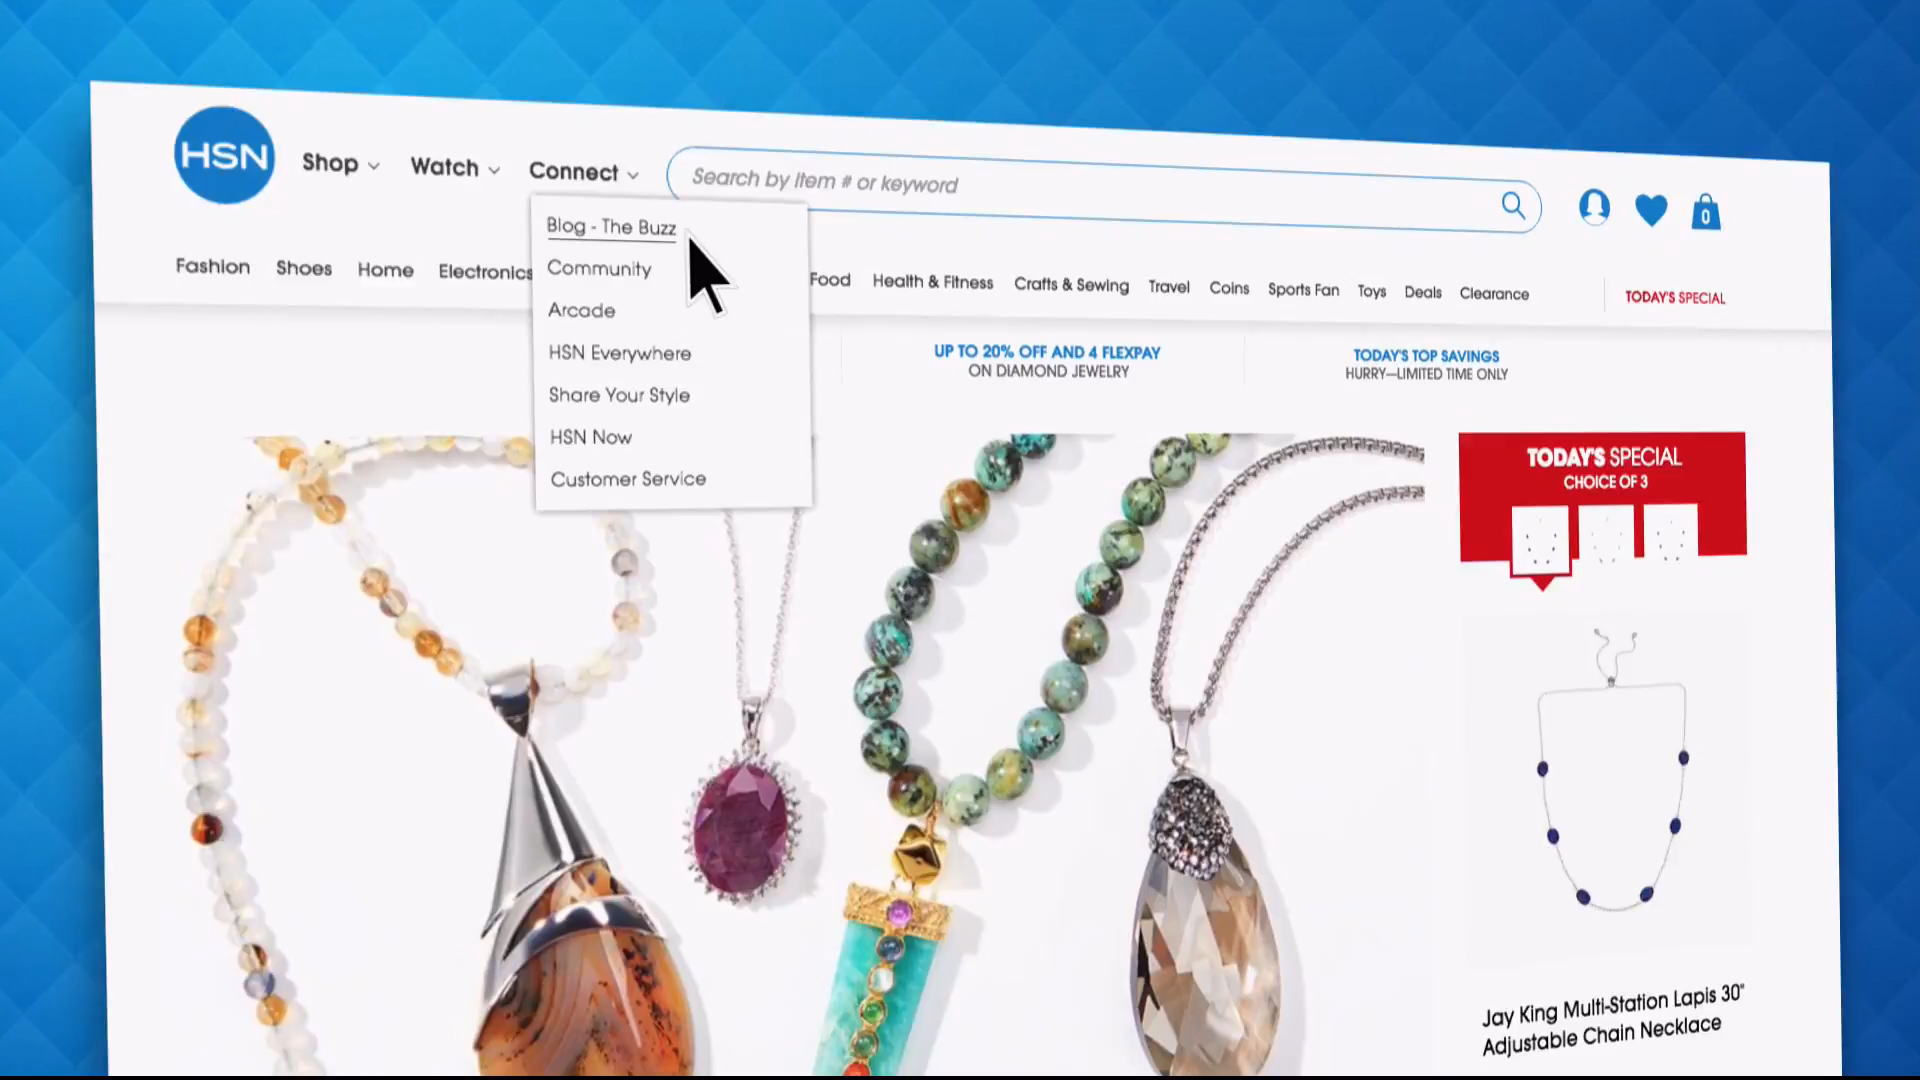 HSN
Shop
Watch
Connect
Search by item # or keyword
0
Blog - The Buzz
Community
Arcade
HSN Everywhere
Share Your Style
HSN Now
Customer Service
Fashion
Shoes
Home
Electronics
Food
Health & Fitness
Crafts & Sewing
Travel
Coins
Sports Fan
Toys
Deals
Clearance
TODAY'S SPECIAL
UP TO 20% OFF AND 4 FLEXPAY
ON DIAMOND JEWELRY
TODAY'S TOP SAVINGS
HURRY—LIMITED TIME ONLY
TODAY'S SPECIAL
CHOICE OF 3
Jay King Multi-Station Lapis 30"
Adjustable Chain Necklace